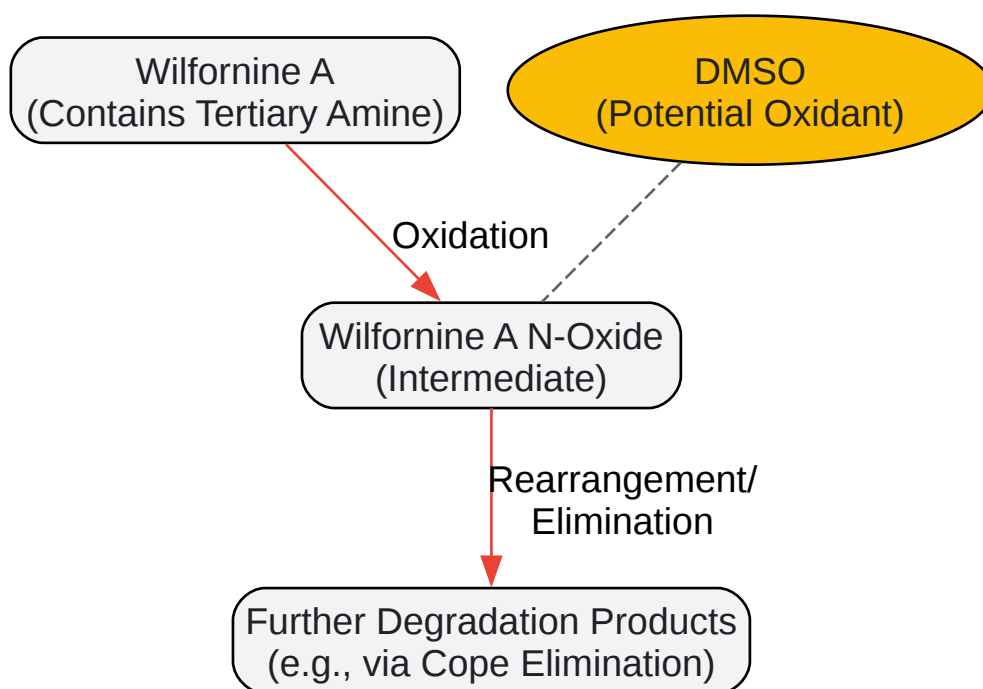 Wilfornine A
(Contains Tertiary Amine)
DMSO
(Potential Oxidant)
Oxidation
Wilfornine A N-Oxide
(Intermediate)
Rearrangement/
Elimination
Further Degradation Products
(e.g., via Cope Elimination)